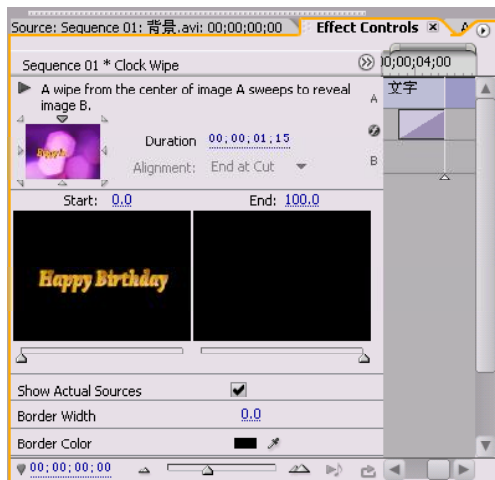 Source: Sequence 01: 背景.avi: 00;00;00;00
Effect Controls ×
Sequence 01 * Clock Wipe
0;00;04;00
A wipe from the center of image A sweeps to reveal
image B.
文字
A
B
Duration 00;00;01;15
Alignment: End at Cut
Start: 0.0
End: 100.0
Happy Birthday
Show Actual Sources
Border Width 0.0
Border Color
00;00;00;00